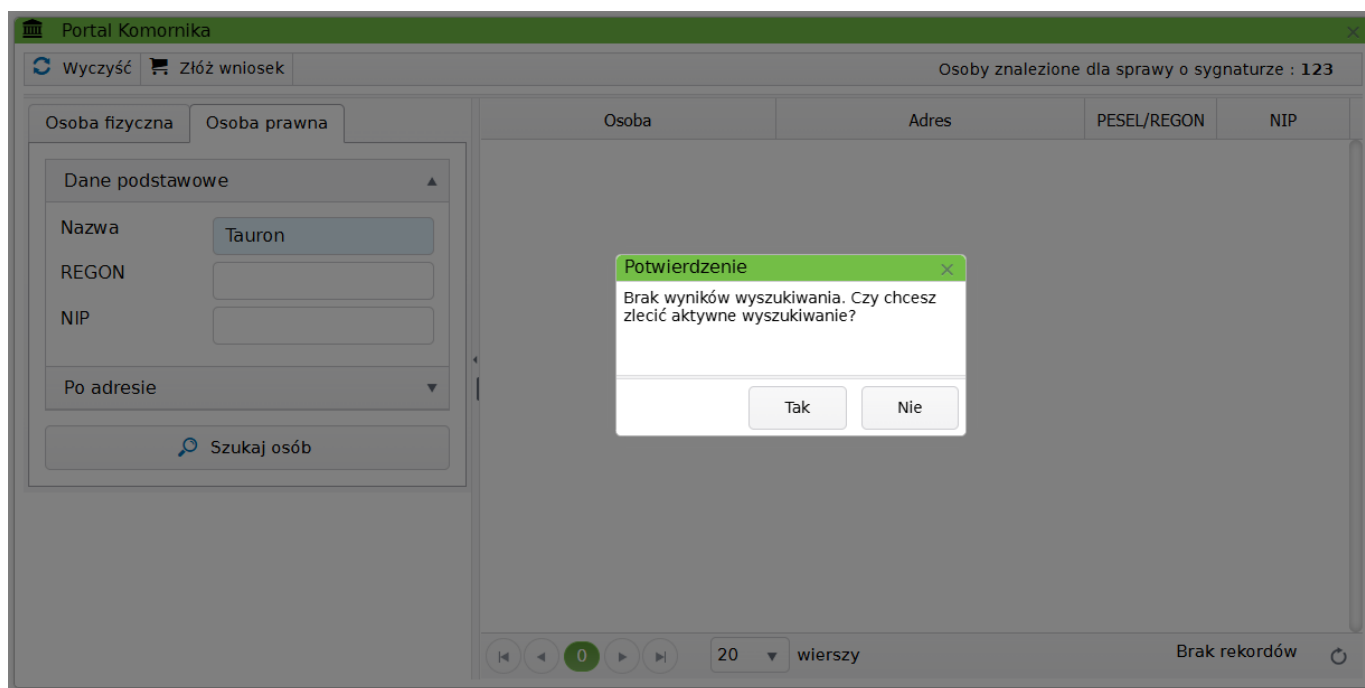 Portal Komornika
Wyczyść Złóż wniosek Osoby znalezione dla sprawy o sygnaturze : 123
Osoba fizyczna Osoba prawna
Osoba Adres PESEL/REGON NIP
Dane podstawowe
Nazwa Tauron
REGON
NIP
Po adresie
Szukaj osób
Potwierdzenie
Brak wyników wyszukiwania. Czy chcesz
zlecić aktywne wyszukiwanie?
Tak Nie
0 20 wierszy Brak rekordów